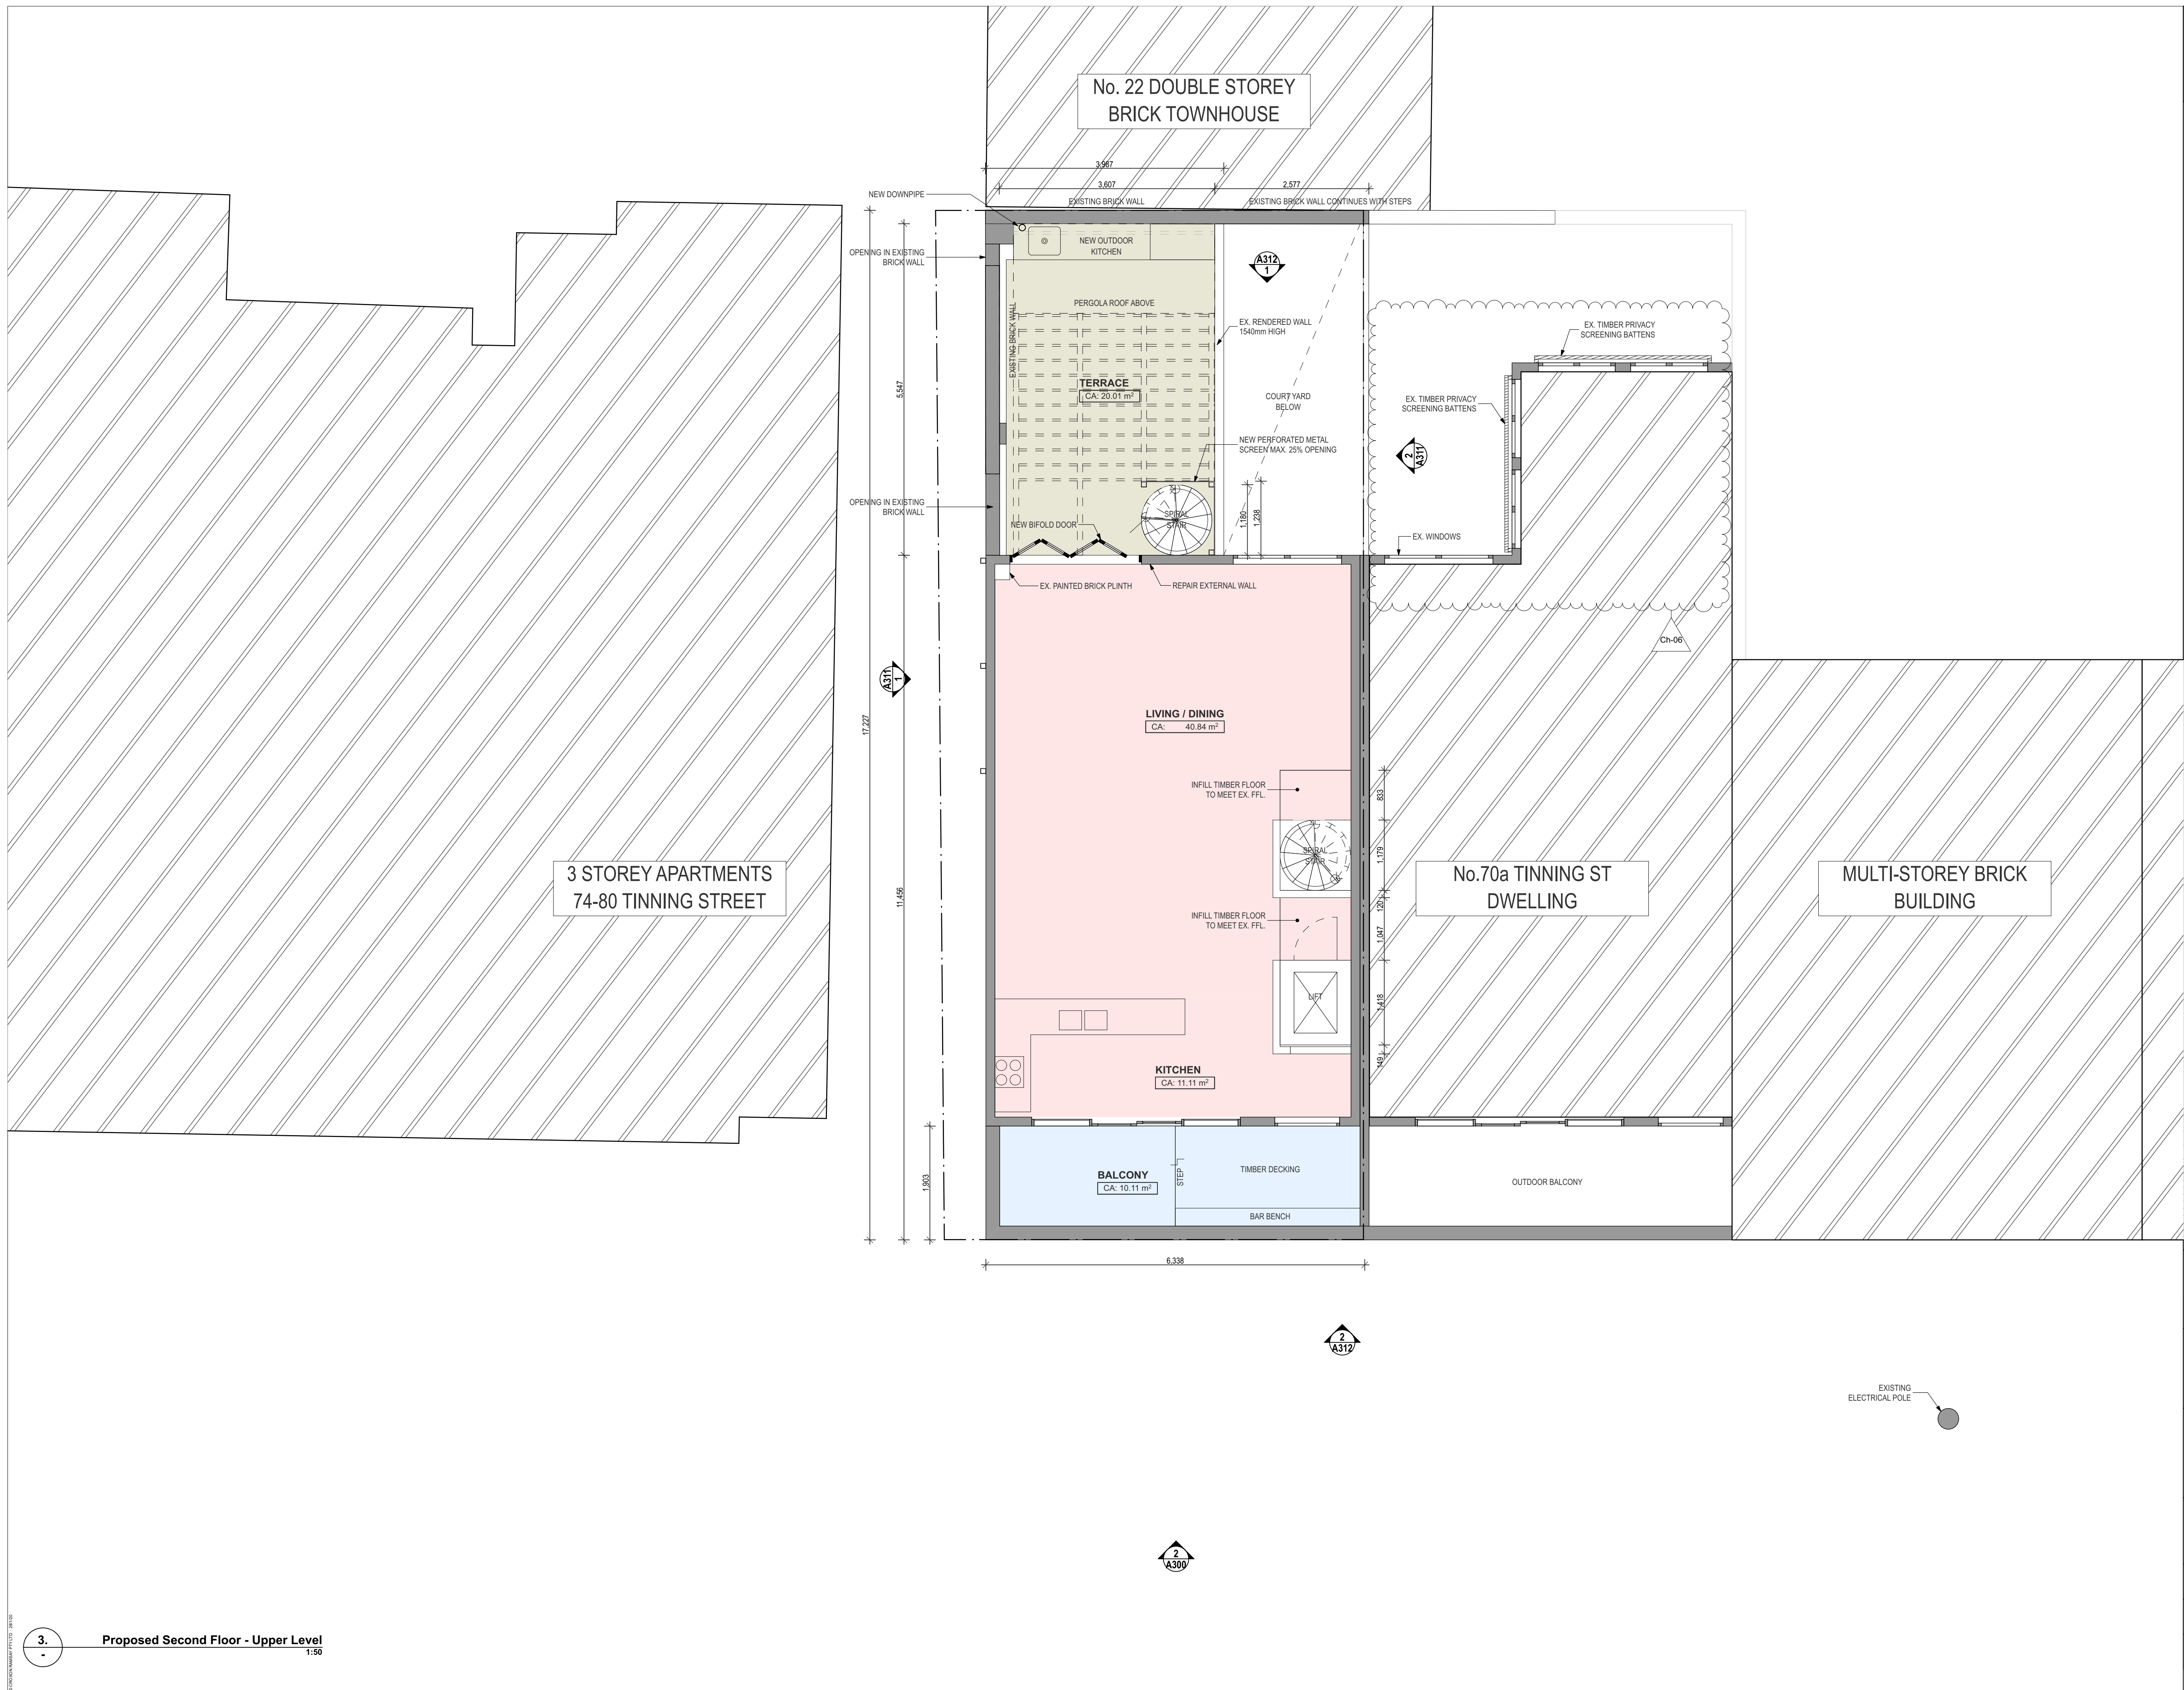 No. 22 DOUBLE STOREY
BRICK TOWNHOUSE
3,987
3,607
2,577
NEW DOWNPIPE
EXISTING BRICK WALL
EXISTING BRICK WALL CONTINUES WITH STEPS
OPENING IN EXISTING
BRICK WALL
NEW OUTDOOR
KITCHEN
A312
1
PERGOLA ROOF ABOVE
EXISTING BRICK WALL
EX. RENDERED WALL
1540mm HIGH
EX. TIMBER PRIVACY
SCREENING BATTENS
5,547
TERRACE
CA: 20.01 m²
COURT YARD
BELOW
EX. TIMBER PRIVACY
SCREENING BATTENS
NEW PERFORATED METAL
SCREEN MAX. 25% OPENING
2
A311
OPENING IN EXISTING
BRICK WALL
SPIRAL
STAIR
1,180
1,238
NEW BIFOLD DOOR
EX. WINDOWS
EX. PAINTED BRICK PLINTH
REPAIR EXTERNAL WALL
Ch-06
A311
1
17,227
LIVING / DINING
CA: 40.84 m²
INFILL TIMBER FLOOR
TO MEET EX. FFL.
833
SPIRAL
STAIR
1,179
3 STOREY APARTMENTS
74-80 TINNING STREET
No.70a TINNING ST
DWELLING
MULTI-STOREY BRICK
BUILDING
11,456
120
INFILL TIMBER FLOOR
TO MEET EX. FFL.
1,047
LIFT
1,418
149
KITCHEN
CA: 11.11 m²
1,903
BALCONY
CA: 10.11 m²
STEP
TIMBER DECKING
BAR BENCH
OUTDOOR BALCONY
6,338
2
A312
EXISTING
ELECTRICAL POLE
2
A300
3.
-
Proposed Second Floor - Upper Level
1:50